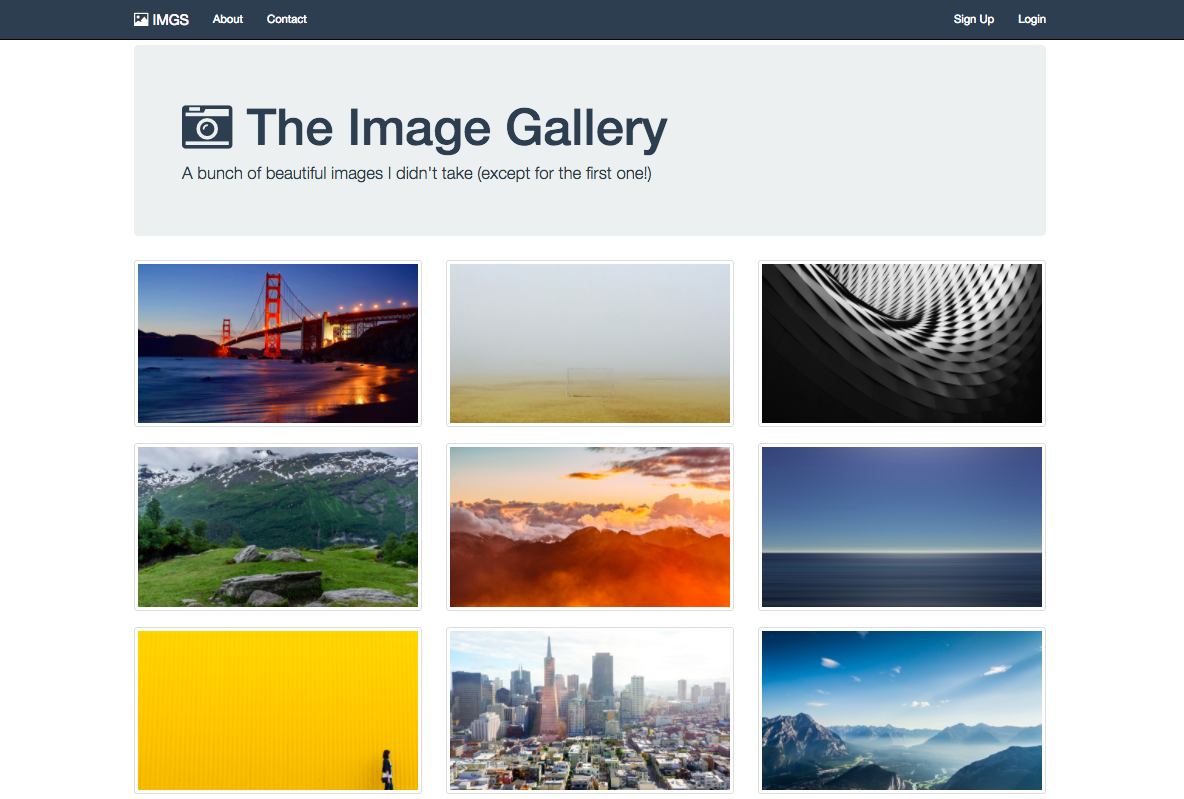 IMGS About Contact Sign Up Login
The Image Gallery
A bunch of beautiful images I didn't take (except for the first one!)